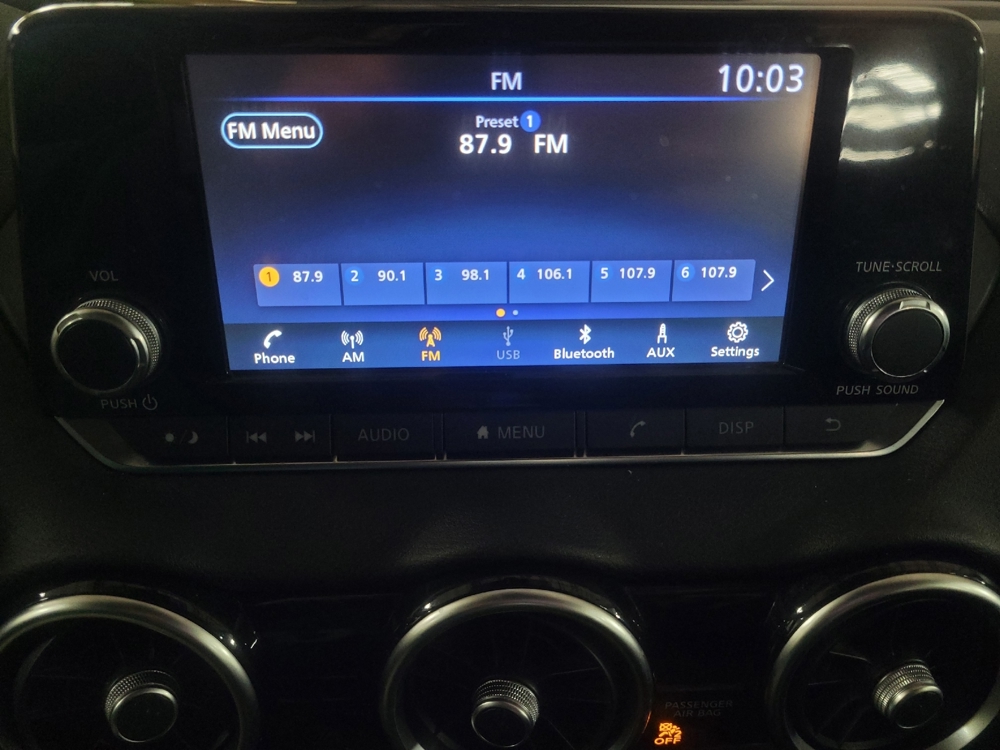 FM
10:03
FM Menu
Preset 1
87.9 FM
VOL
TUNE·SCROLL
1 87.9 2 90.1 3 98.1 4 106.1 5 107.9 6 107.9
Phone AM FM USB Bluetooth AUX Settings
PUSH
PUSH SOUND
AUDIO MENU DISP
PASSENGER
AIR BAG
OFF